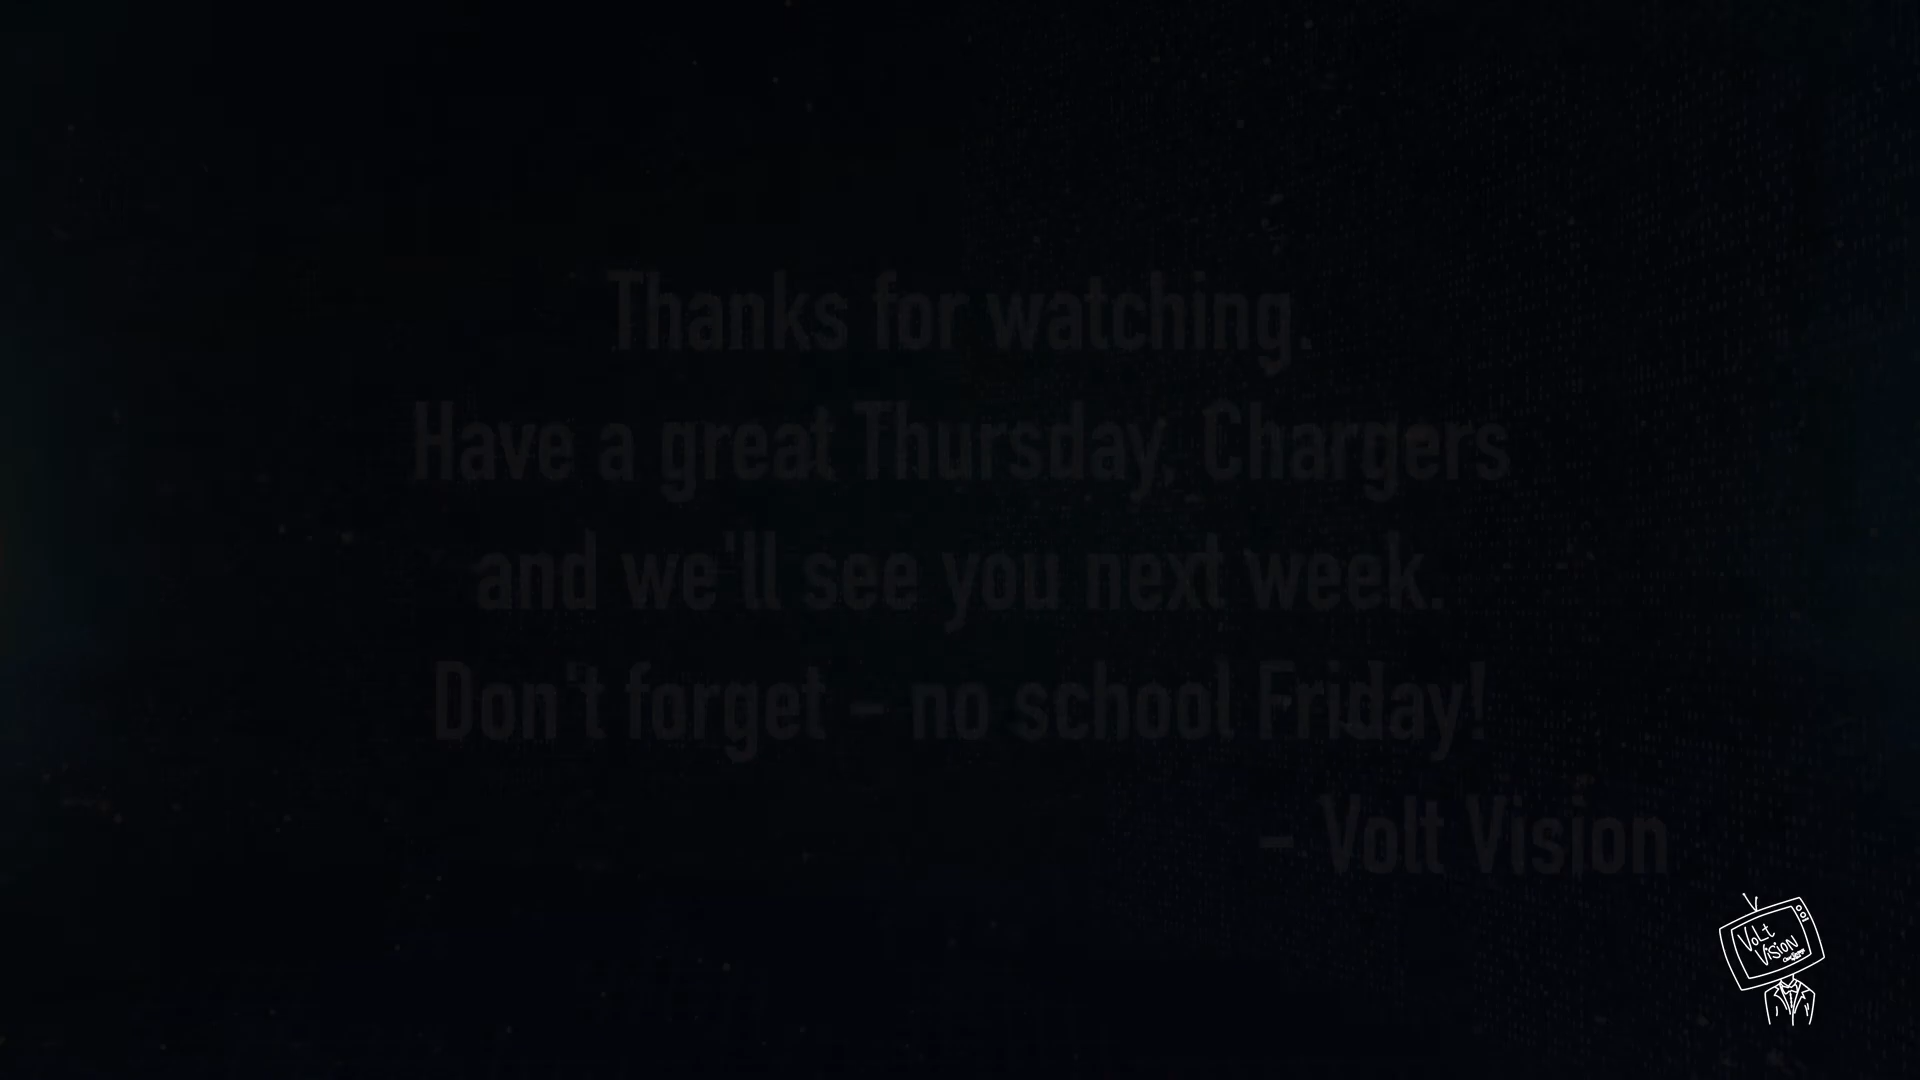 Thanks for watching.
Have a great Thursday, Chargers
and we'll see you next week.
Don't forget - no school Friday!
- Volt Vision
VoLt
VisioN